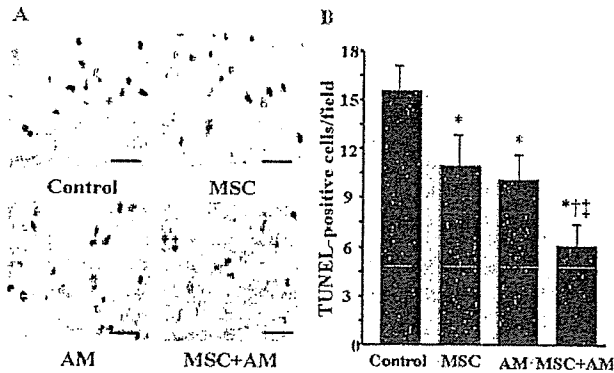 A
Control
MSC
AM
MSC+AM
B
TUNEL-positive cells/field
18
15
12
9
6
3
0
*
*
*†‡
Control MSC AM MSC+AM